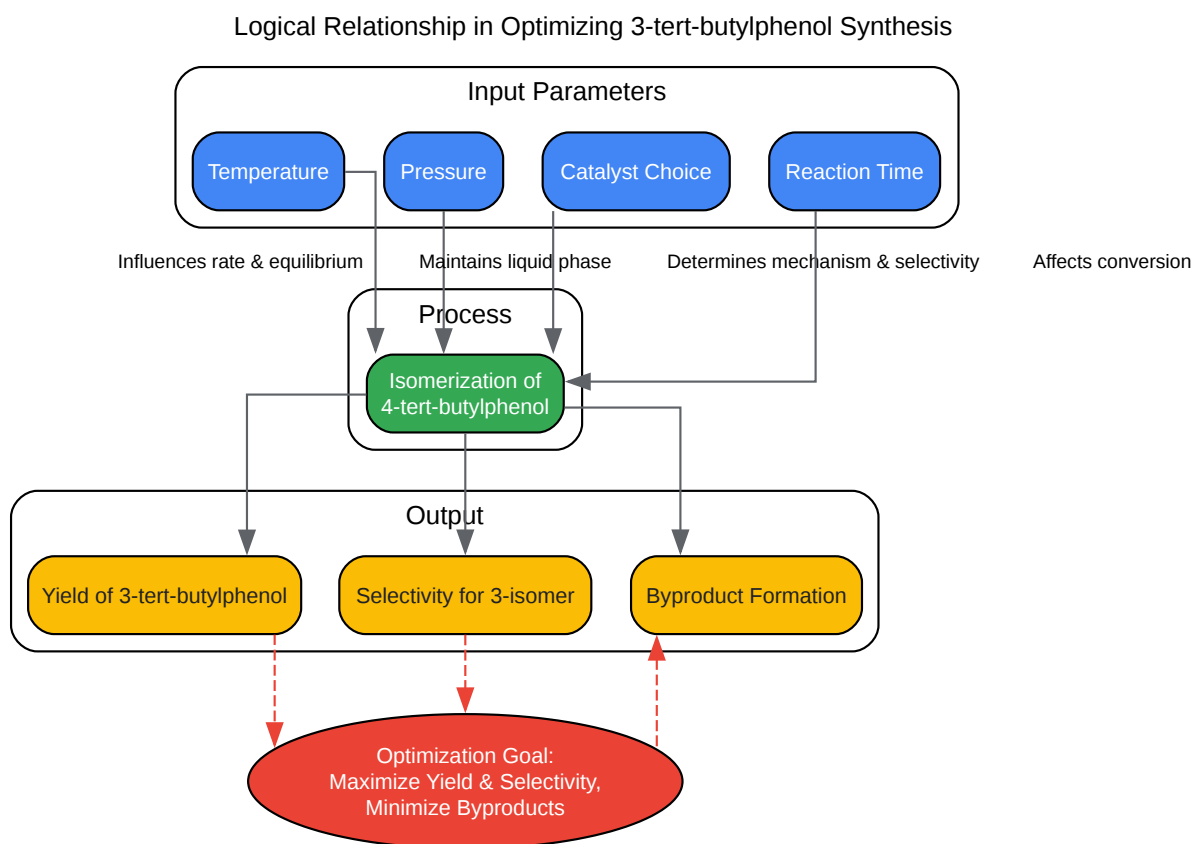 Logical Relationship in Optimizing 3-tert-butylphenol Synthesis
Input Parameters
Temperature
Pressure
Catalyst Choice
Reaction Time
Influences rate & equilibrium
Maintains liquid phase
Determines mechanism & selectivity
Affects conversion
Process
Isomerization of
4-tert-butylphenol
Output
Yield of 3-tert-butylphenol
Selectivity for 3-isomer
Byproduct Formation
Optimization Goal:
Maximize Yield & Selectivity,
Minimize Byproducts